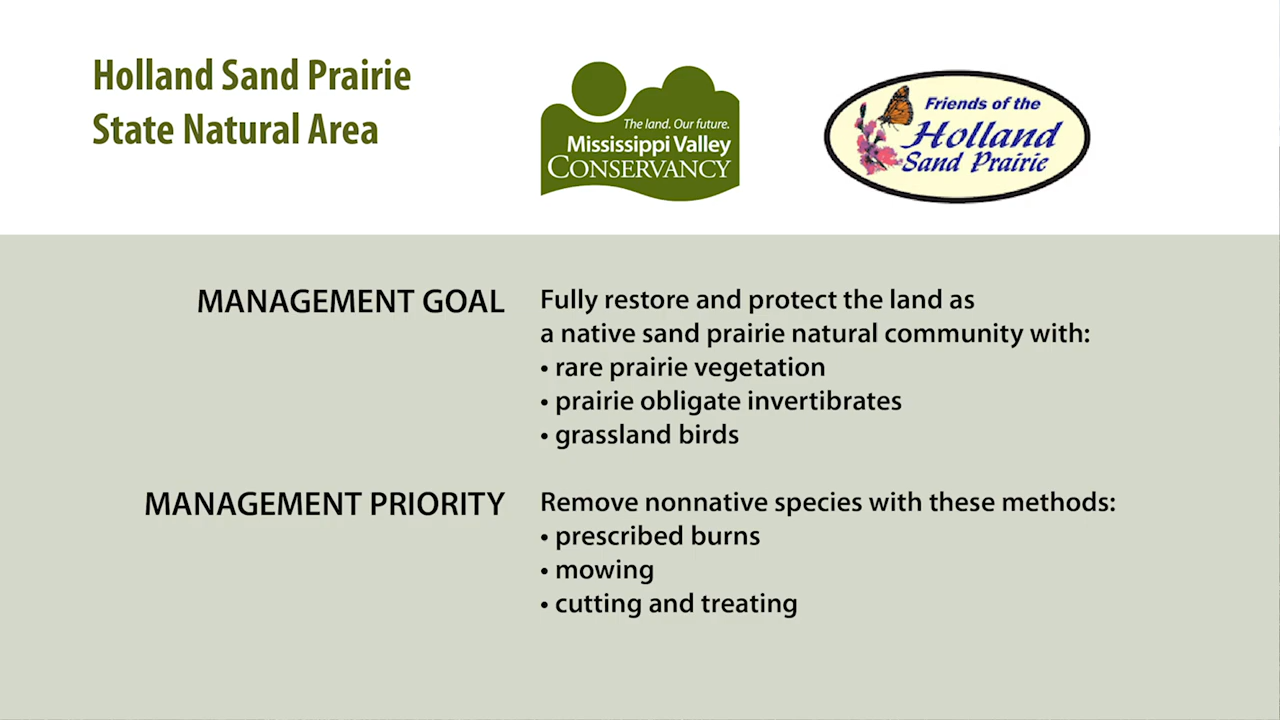 Holland Sand Prairie
State Natural Area
The land. Our future.
Mississippi Valley
CONSERVANCY
Friends of the
Holland
Sand Prairie
MANAGEMENT GOAL
Fully restore and protect the land as
a native sand prairie natural community with:
• rare prairie vegetation
• prairie obligate invertibrates
• grassland birds
MANAGEMENT PRIORITY
Remove nonnative species with these methods:
• prescribed burns
• mowing
• cutting and treating